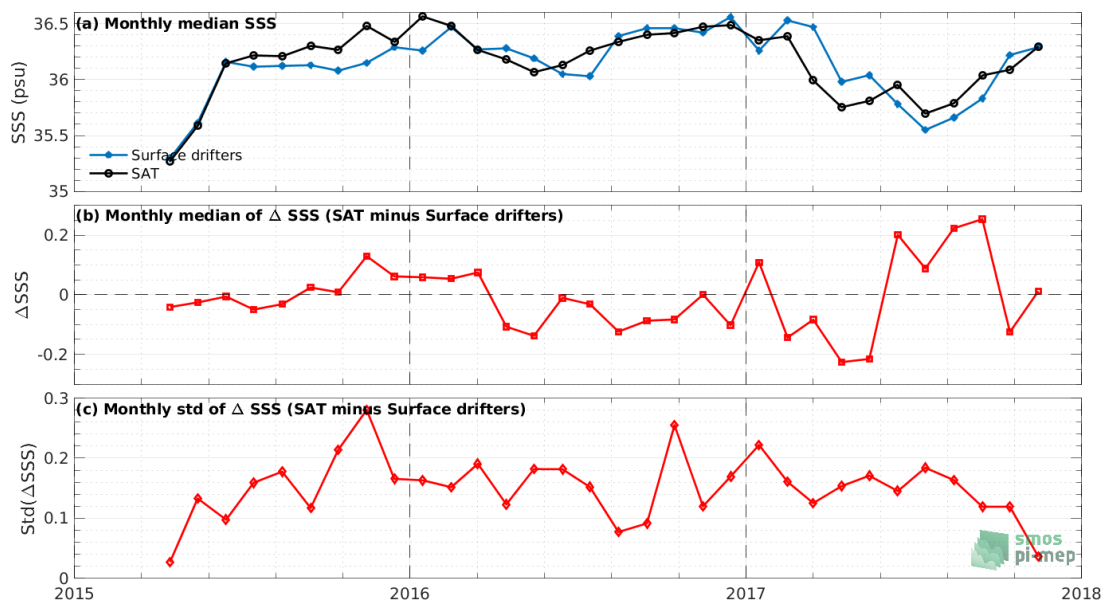 (a) Monthly median SSS
36.5
36
35.5
35
SSS (psu)
Surface drifters
SAT
(b) Monthly median of Δ SSS (SAT minus Surface drifters)
0.2
0
-0.2
ΔSSS
(c) Monthly std of Δ SSS (SAT minus Surface drifters)
0.3
0.2
0.1
0
Std(ΔSSS)
smos
pi-mep
2015
2016
2017
2018